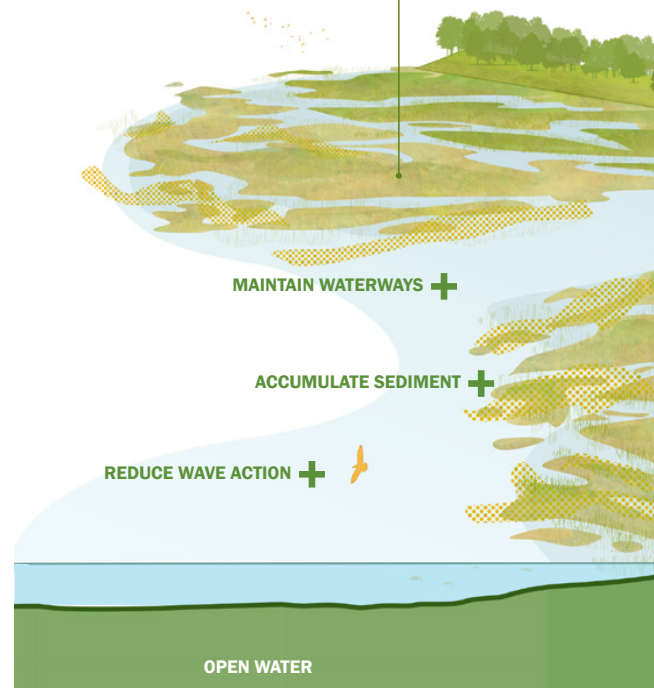 MAINTAIN WATERWAYS
ACCUMULATE SEDIMENT
REDUCE WAVE ACTION
OPEN WATER